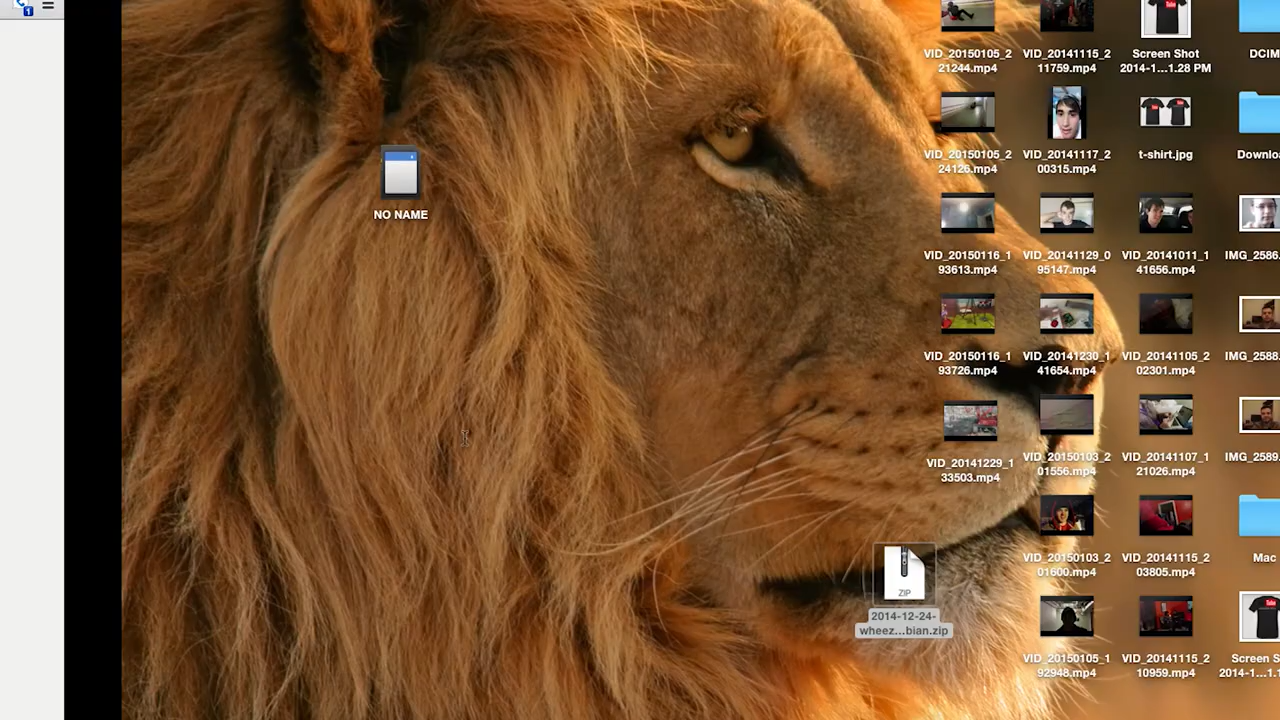 1
VID_20150105_2
21244.mp4
VID_20141115_2
11759.mp4
Screen Shot
2014-1...1.28 PM
DCIM
VID_20150105_2
24126.mp4
VID_20141117_2
00315.mp4
t-shirt.jpg
Downloa
NO NAME
VID_20150116_1
93613.mp4
VID_20141129_0
95147.mp4
VID_20141011_1
41656.mp4
IMG_2586.
VID_20150116_1
93726.mp4
VID_20141230_1
41654.mp4
VID_20141105_2
02301.mp4
IMG_2588.
VID_20141229_1
33503.mp4
VID_20150103_2
01556.mp4
VID_20141107_1
21026.mp4
IMG_2589.
VID_20150103_2
01600.mp4
VID_20141115_2
03805.mp4
Mac
ZIP
2014-12-24-
wheez...bian.zip
VID_20150105_1
92948.mp4
VID_20141115_2
10959.mp4
Screen S
2014-1...1.1